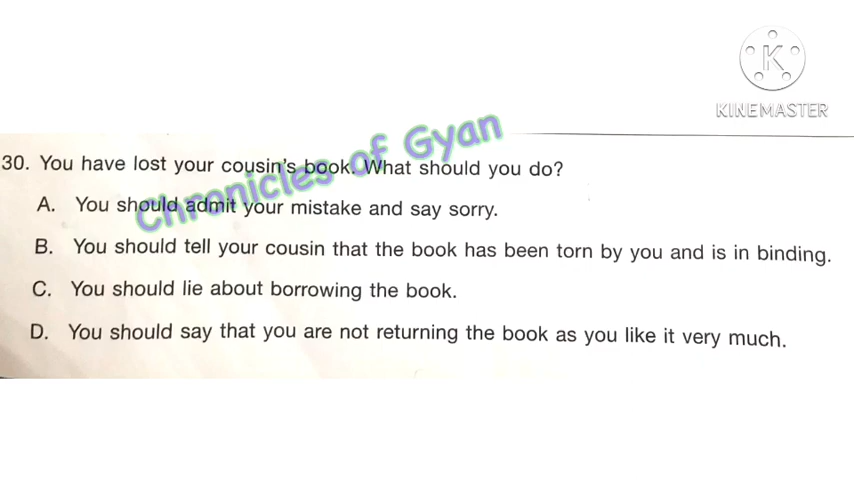 K
KINEMASTER
Chronicles of Gyan
30. You have lost your cousin's book. What should you do?
A. You should admit your mistake and say sorry.
B. You should tell your cousin that the book has been torn by you and is in binding.
C. You should lie about borrowing the book.
D. You should say that you are not returning the book as you like it very much.